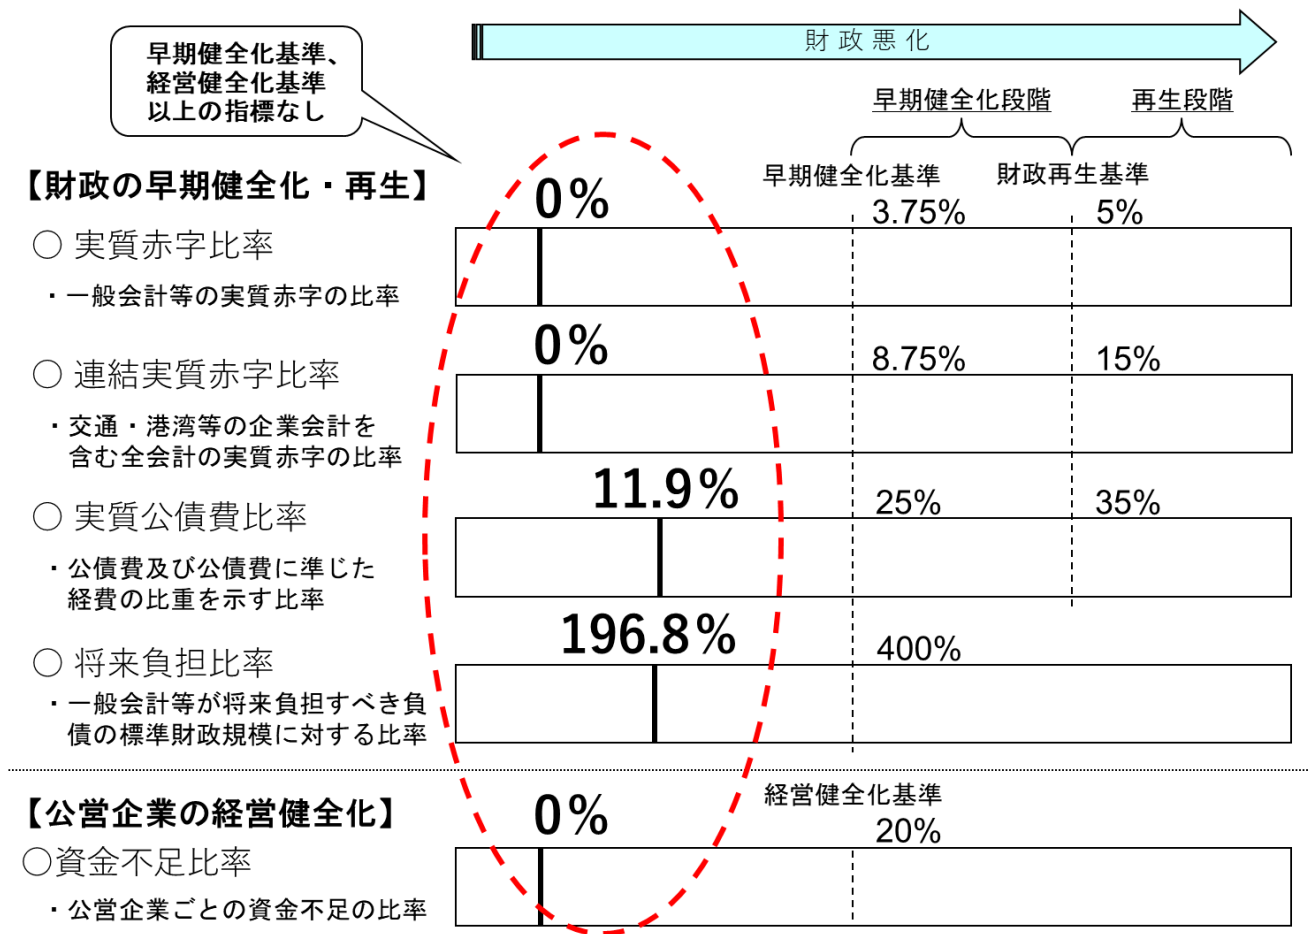 財政悪化
早期健全化基準、
経営健全化基準
以上の指標なし
早期健全化段階
再生段階
早期健全化基準
財政再生基準
【財政の早期健全化・再生】
0%
3.75%
5%
○ 実質赤字比率
・一般会計等の実質赤字の比率
0%
8.75%
15%
○ 連結実質赤字比率
・交通・港湾等の企業会計を
含む全会計の実質赤字の比率
11.9%
25%
35%
○ 実質公債費比率
・公債費及び公債費に準じた
経費の比重を示す比率
196.8%
400%
○ 将来負担比率
・一般会計等が将来負担すべき負
債の標準財政規模に対する比率
経営健全化基準
【公営企業の経営健全化】
0%
20%
○資金不足比率
・公営企業ごとの資金不足の比率